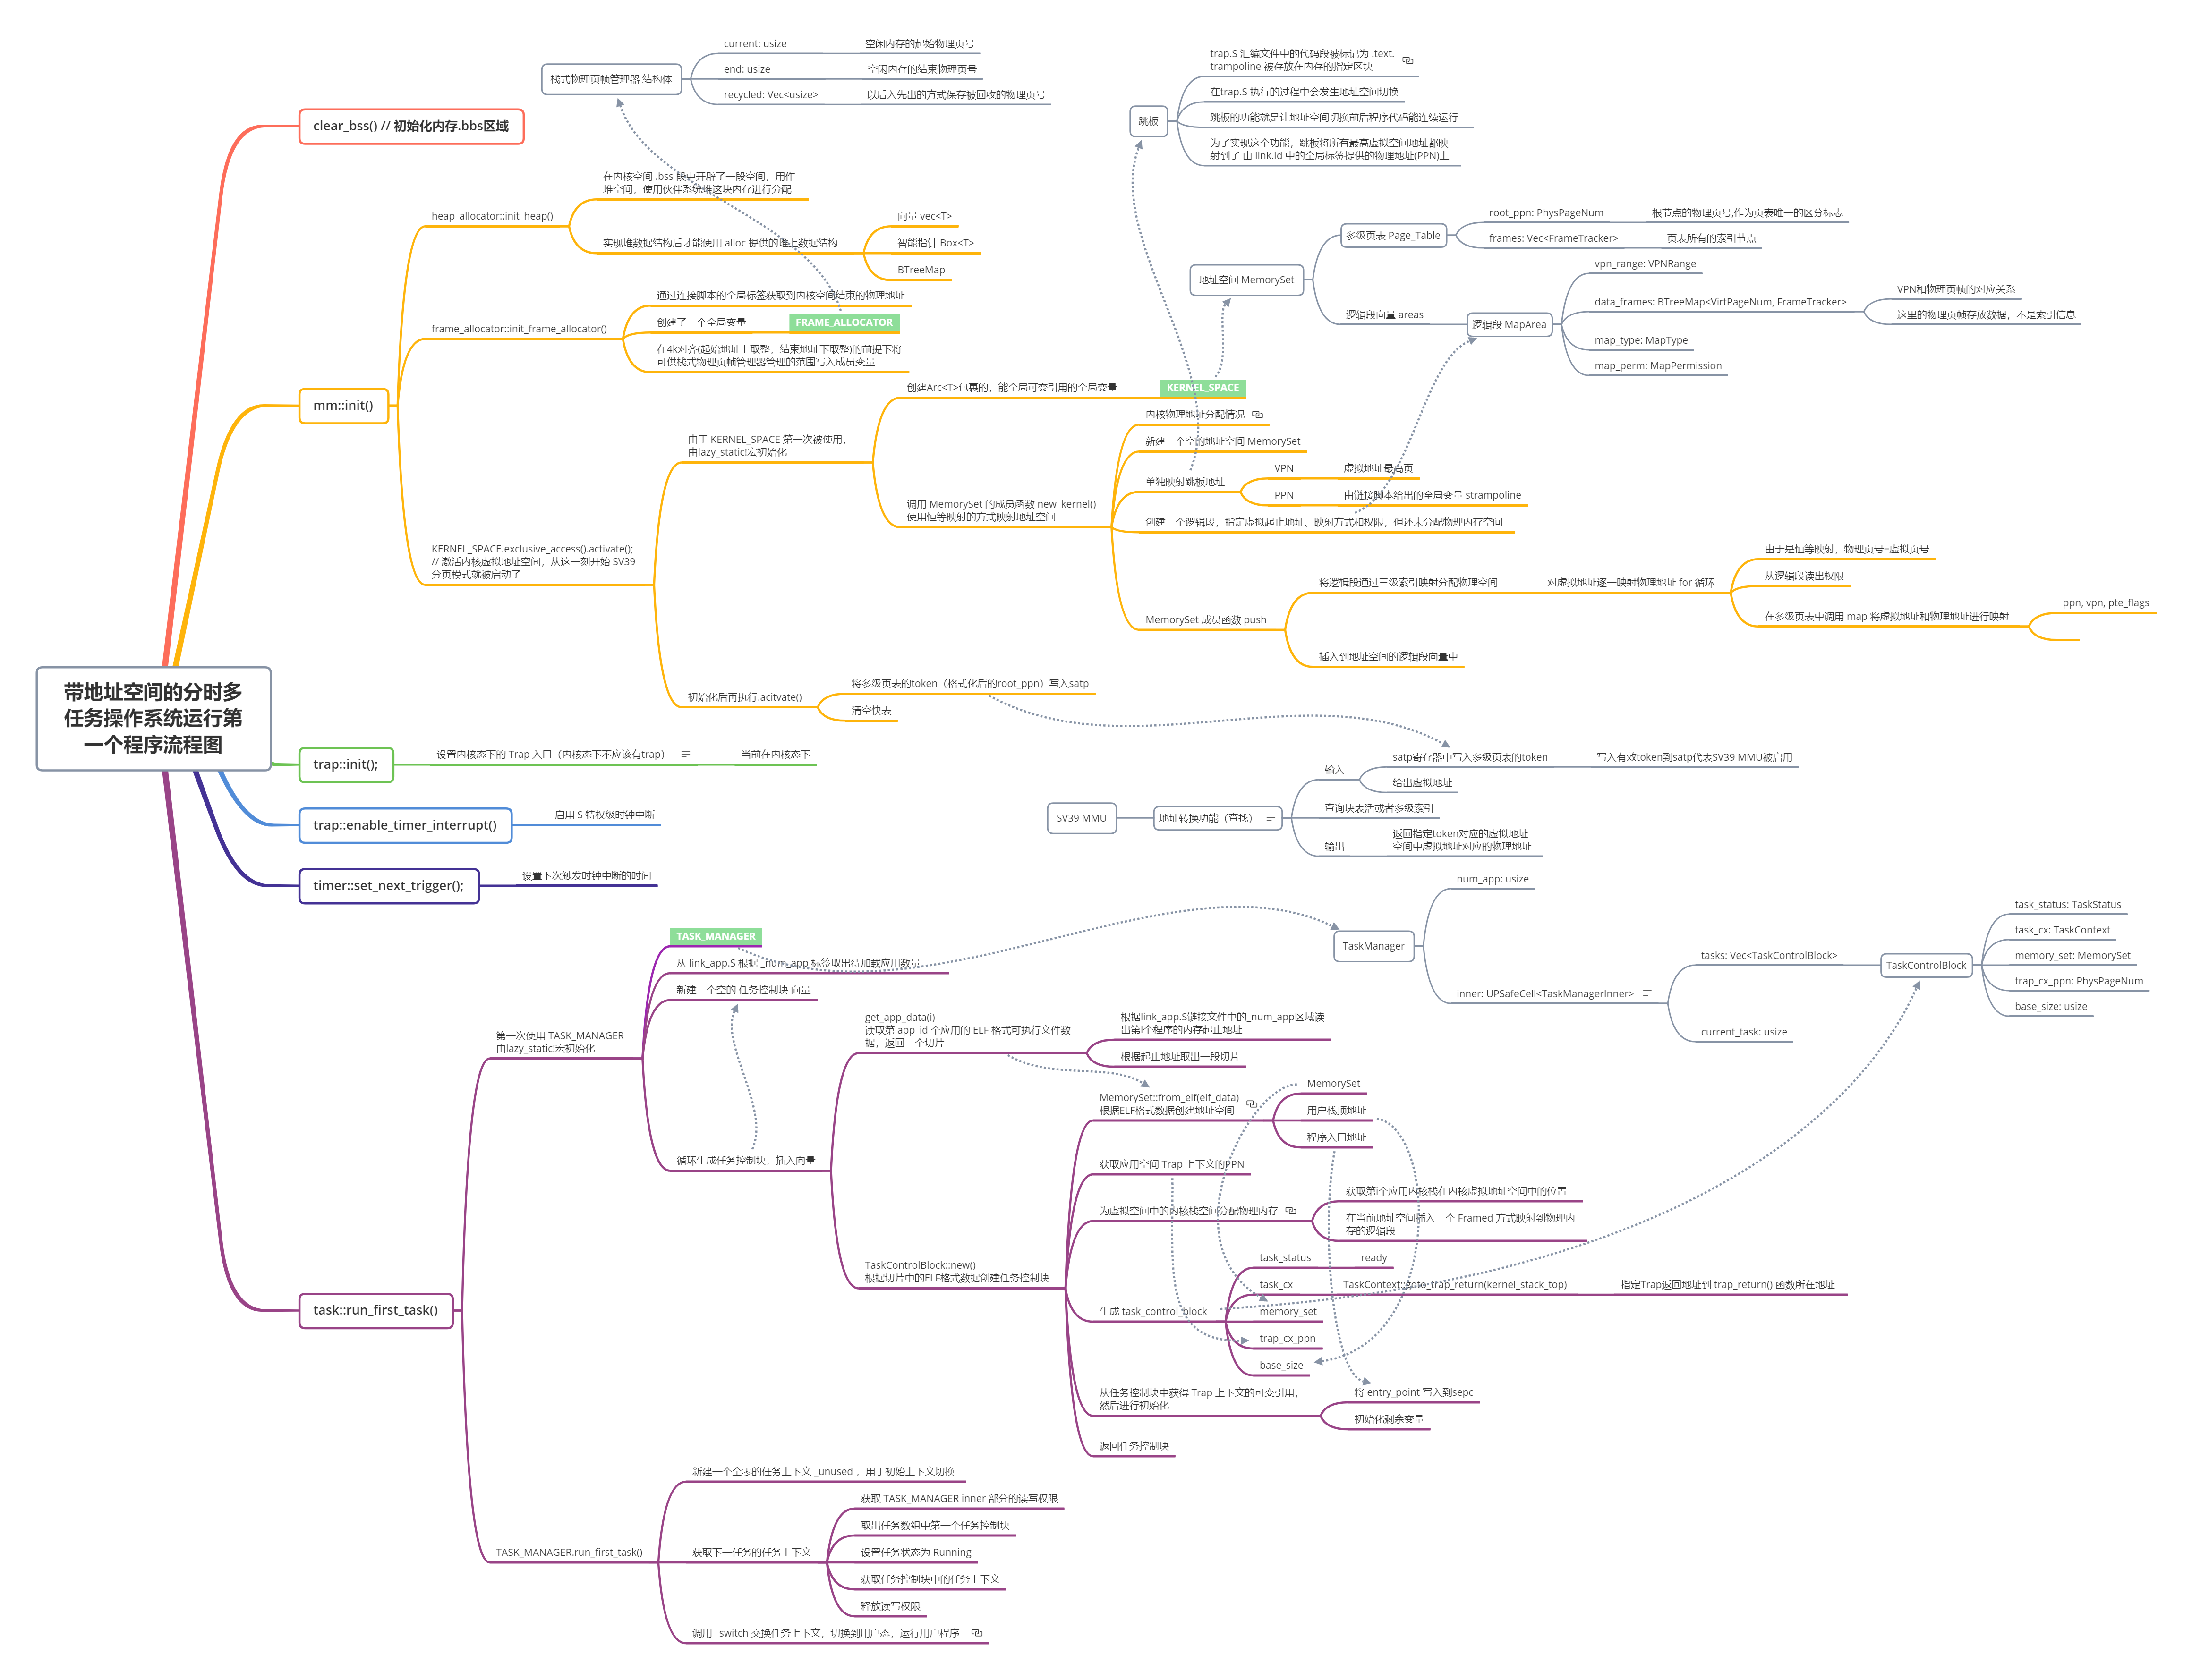 带地址空间的分时多
任务操作系统运行第
一个程序流程图
clear_bss() // 初始化内存.bbs区域
栈式物理页帧管理器 结构体
current: usize
空闲内存的起始物理页号
end: usize
空闲内存的结束物理页号
recycled: Vec<usize>
以后入先出的方式保存被回收的物理页号
跳板
trap.S 汇编文件中的代码段被标记为 .text.
trampoline 被存放在内存的指定区块
在trap.S 执行的过程中会发生地址空间切换
跳板的功能就是让地址空间切换前后程序代码能连续运行
为了实现这个功能，跳板将所有最高虚拟空间地址都映
射到了 由 link.ld 中的全局标签提供的物理地址(PPN)上
mm::init()
heap_allocator::init_heap()
在内核空间 .bss 段中开辟了一段空间，用作
堆空间，使用伙伴系统堆这块内存进行分配
实现堆数据结构后才能使用 alloc 提供的堆上数据结构
向量 vec<T>
智能指针 Box<T>
BTreeMap
frame_allocator::init_frame_allocator()
通过连接脚本的全局标签获取到内核空间结束的物理地址
创建了一个全局变量
FRAME_ALLOCATOR
在4k对齐(起始地址上取整，结束地址下取整)的前提下将
可供栈式物理页帧管理器管理的范围写入成员变量
地址空间 MemorySet
多级页表 Page_Table
root_ppn: PhysPageNum
根节点的物理页号,作为页表唯一的区分标志
frames: Vec<FrameTracker>
页表所有的索引节点
逻辑段向量 areas
逻辑段 MapArea
vpn_range: VPNRange
data_frames: BTreeMap<VirtPageNum, FrameTracker>
VPN和物理页帧的对应关系
这里的物理页帧存放数据，不是索引信息
map_type: MapType
map_perm: MapPermission
KERNEL_SPACE.exclusive_access().activate();
// 激活内核虚拟地址空间，从这一刻开始 SV39
分页模式就被启动了
由于 KERNEL_SPACE 第一次被使用，
由lazy_static!宏初始化
创建Arc<T>包裹的，能全局可变引用的全局变量
KERNEL_SPACE
调用 MemorySet 的成员函数 new_kernel()
使用恒等映射的方式映射地址空间
内核物理地址分配情况
新建一个空的地址空间 MemorySet
单独映射跳板地址
VPN
虚拟地址最高页
PPN
由链接脚本给出的全局变量 strampoline
创建一个逻辑段，指定虚拟起止地址、映射方式和权限，但还未分配物理内存空间
MemorySet 成员函数 push
将逻辑段通过三级索引映射分配物理空间
对虚拟地址逐一映射物理地址 for 循环
由于是恒等映射，物理页号=虚拟页号
从逻辑段读出权限
在多级页表中调用 map 将虚拟地址和物理地址进行映射
ppn, vpn, pte_flags
插入到地址空间的逻辑段向量中
初始化后再执行.acitvate()
将多级页表的token（格式化后的root_ppn）写入satp
清空快表
trap::init();
设置内核态下的 Trap 入口（内核态下不应该有trap）
当前在内核态下
trap::enable_timer_interrupt()
启用 S 特权级时钟中断
timer::set_next_trigger();
设置下次触发时钟中断的时间
SV39 MMU
地址转换功能（查找）
输入
satp寄存器中写入多级页表的token
写入有效token到satp代表SV39 MMU被启用
给出虚拟地址
查询块表活或者多级索引
输出
返回指定token对应的虚拟地址
空间中虚拟地址对应的物理地址
TaskManager
num_app: usize
inner: UPSafeCell<TaskManagerInner>
tasks: Vec<TaskControlBlock>
TaskControlBlock
task_status: TaskStatus
task_cx: TaskContext
memory_set: MemorySet
trap_cx_ppn: PhysPageNum
base_size: usize
current_task: usize
task::run_first_task()
第一次使用 TASK_MANAGER
由lazy_static!宏初始化
TASK_MANAGER
从 link_app.S 根据 _num_app 标签取出待加载应用数量
新建一个空的 任务控制块 向量
循环生成任务控制块，插入向量
get_app_data(i)
读取第 app_id 个应用的 ELF 格式可执行文件数
据，返回一个切片
根据link_app.S链接文件中的_num_app区域读
出第i个程序的内存起止地址
根据起止地址取出一段切片
TaskControlBlock::new()
根据切片中的ELF格式数据创建任务控制块
MemorySet::from_elf(elf_data)
根据ELF格式数据创建地址空间
MemorySet
用户栈顶地址
程序入口地址
获取应用空间 Trap 上下文的PPN
为虚拟空间中的内核栈空间分配物理内存
获取第i个应用内核栈在内核虚拟地址空间中的位置
在当前地址空间插入一个 Framed 方式映射到物理内
存的逻辑段
生成 task_control_block
task_status
ready
task_cx
TaskContext::goto_trap_return(kernel_stack_top)
指定Trap返回地址到 trap_return() 函数所在地址
memory_set
trap_cx_ppn
base_size
从任务控制块中获得 Trap 上下文的可变引用，
然后进行初始化
将 entry_point 写入到sepc
初始化剩余变量
返回任务控制块
TASK_MANAGER.run_first_task()
新建一个全零的任务上下文 _unused ，用于初始上下文切换
获取下一任务的任务上下文
获取 TASK_MANAGER inner 部分的读写权限
取出任务数组中第一个任务控制块
设置任务状态为 Running
获取任务控制块中的任务上下文
释放读写权限
调用 _switch 交换任务上下文，切换到用户态，运行用户程序